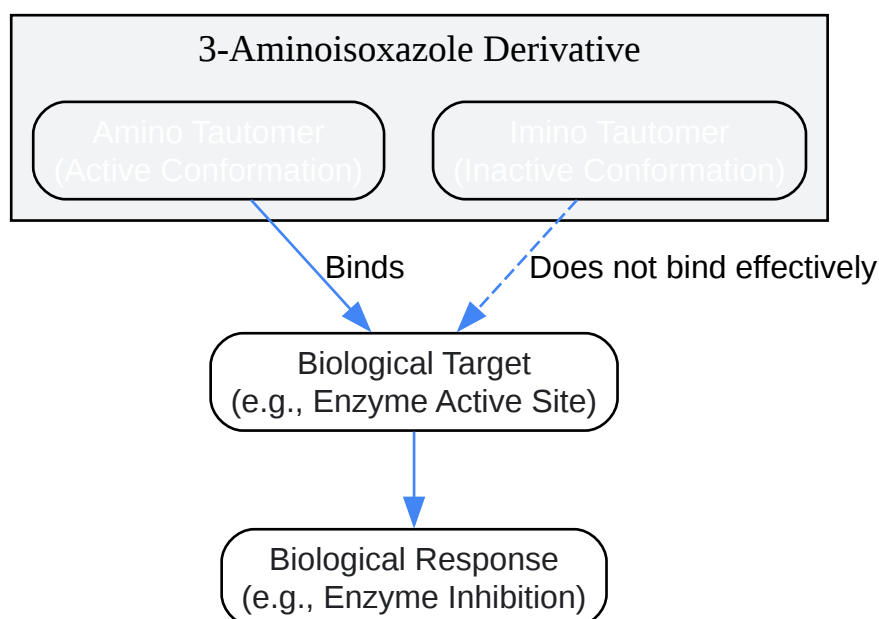 3-Aminoisoxazole Derivative
Amino Tautomer
(Active Conformation)
Imino Tautomer
(Inactive Conformation)
Binds
Does not bind effectively
Biological Target
(e.g., Enzyme Active Site)
Biological Response
(e.g., Enzyme Inhibition)